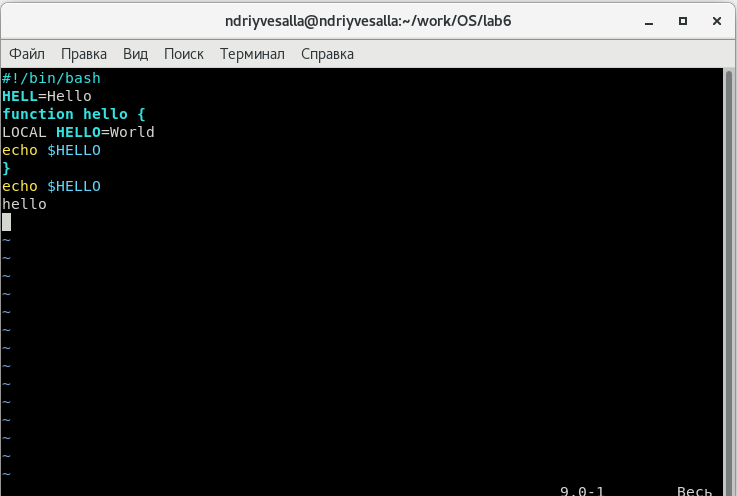 ndriyvesalla@ndriyvesalla:~/work/OS/lab6
Файл Правка Вид Поиск Терминал Справка
#!/bin/bash
HELL=Hello
function hello {
LOCAL HELLO=World
echo $HELLO
}
echo $HELLO
hello
~
~
~
~
~
~
~
~
~
~
~
~
~
~
9,0-1 Весь